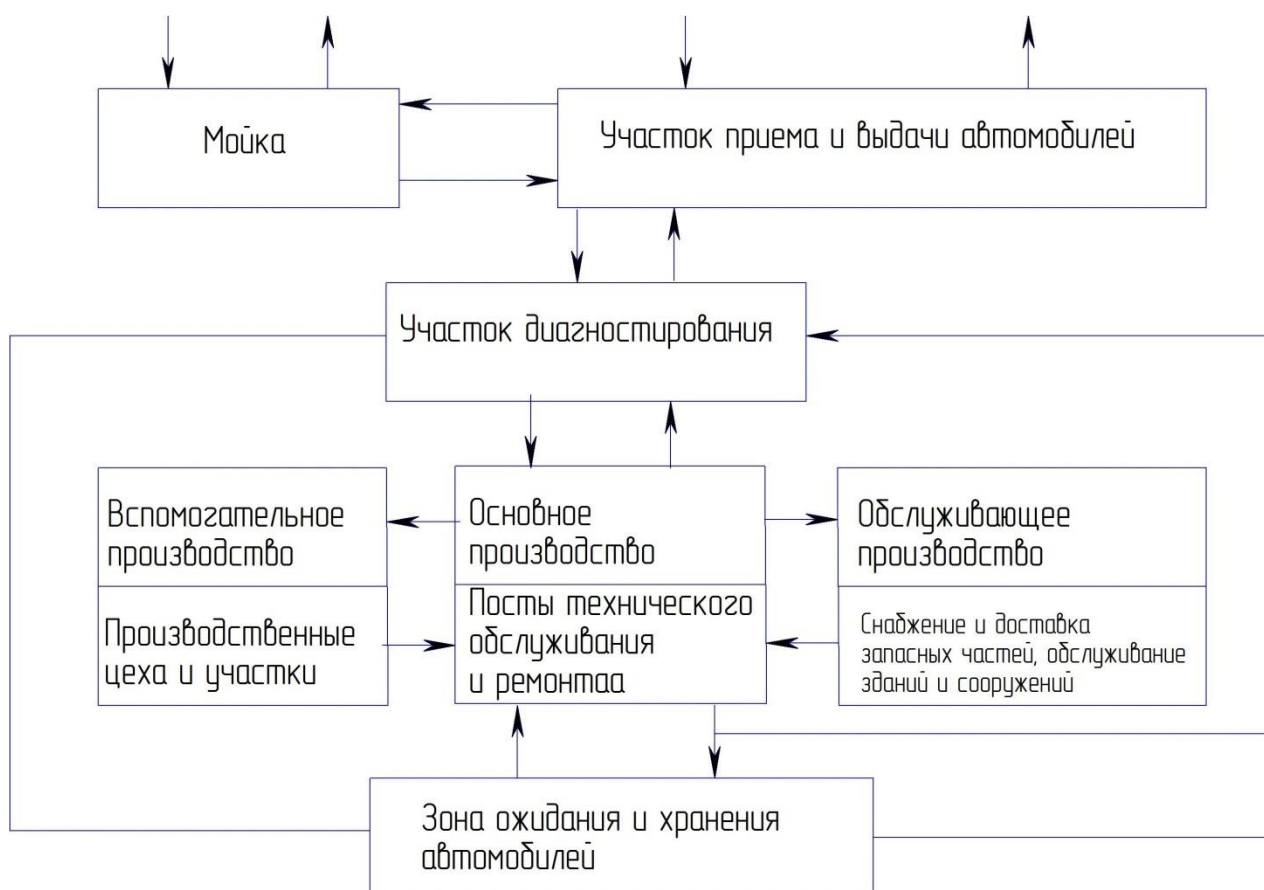 Мойка
Участок приема и выдачи автомобилей
Участок диагностирования
Вспомогательное
производство
Основное
производство
Обслуживающее
производство
Производственные
цеха и участки
Посты технического
обслуживания
и ремонтаа
Снабжение и доставка
запасных частей, обслуживание
зданий и сооружений
Зона ожидания и хранения
автомобилей